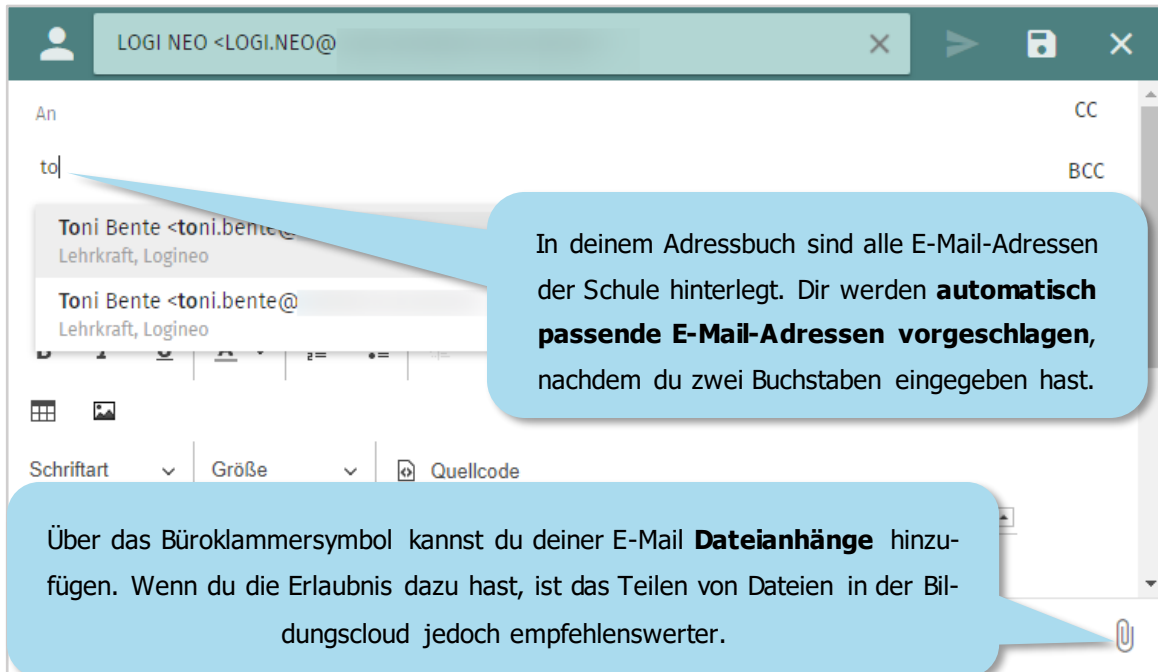 LOGI NEO <LOGI.NEO@
An
CC
to
BCC
Toni Bente <toni.bente@
Lehrkraft, Logineo
Toni Bente <toni.bente@
Lehrkraft, Logineo
In deinem Adressbuch sind alle E-Mail-Adressen
der Schule hinterlegt. Dir werden automatisch
passende E-Mail-Adressen vorgeschlagen,
nachdem du zwei Buchstaben eingegeben hast.
Schriftart
Größe
Quellcode
Über das Büroklammersymbol kannst du deiner E-Mail Dateianhänge hinzu-
fügen. Wenn du die Erlaubnis dazu hast, ist das Teilen von Dateien in der Bil-
dungscloud jedoch empfehlenswerter.